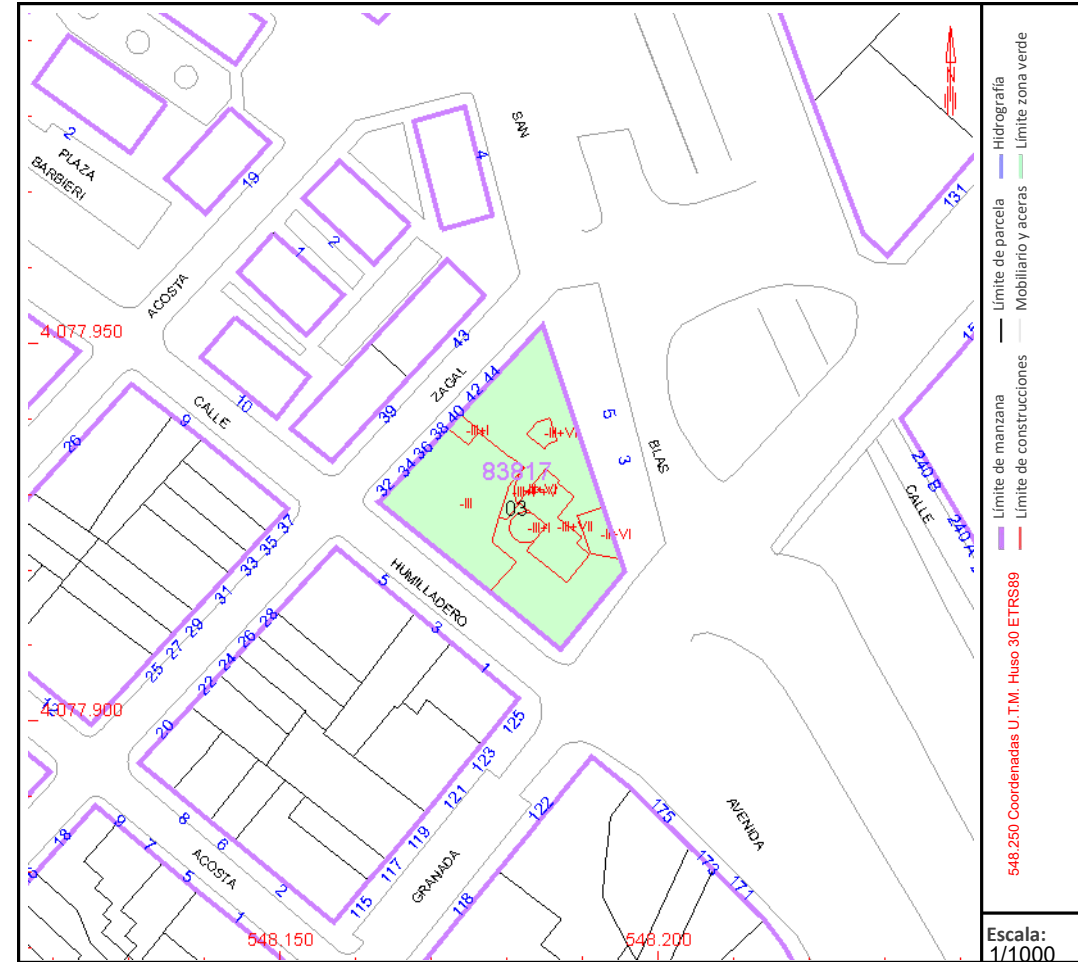 SAN
2
PLAZA
BARBIERI
19
4
131
1
2
ACOSTA
4.077.950
43
ZAGAL
39
44
42
40
38
36
34
32
10
CALLE
9
26
5
3
BLAS
-III+I
-III+VI
83817
-III
03
-III+I
-III+VII
-II+VI
37
35
33
31
29
27
25
HUMILLADERO
5
3
1
28
26
24
22
20
240 B
CALLE
240 A
4.077.900
125
123
121
119
117
115
8
6
2
ACOSTA
18
9
7
5
1
GRANADA
122
118
175
173
171
AVENIDA
548.150
548.200
Límite de manzana
Límite de parcela
Hidrografía
Límite de construcciones
Mobiliario y aceras
Límite zona verde
548.250 Coordenadas U.T.M. Huso 30 ETRS89
Escala:
1/1000